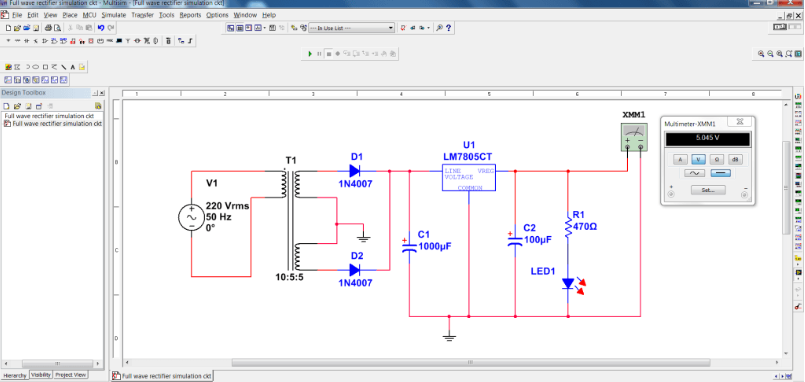 Full wave rectifier simulation ckt - Multisim - [Full wave rectifier simulation ckt]
File Edit View Place MCU Simulate Transfer Tools Reports Options Window Help
--- In Use List ---
Design Toolbox
Full wave rectifier simulation ckt
Full wave rectifier simulation ckt
1 2 3 4 5 6 7 8
B
C
D
V1
220 Vrms
50 Hz
0°
T1
10:5:5
D1
1N4007
D2
1N4007
C1
1000µF
U1
LM7805CT
LINE VREG
VOLTAGE
COMMON
C2
100µF
R1
470Ω
LED1
XMM1
Multimeter-XMM1
5.045 V
A V Ω dB
Set...
Hierarchy Visibility Project View
Full wave rectifier simulation ckt